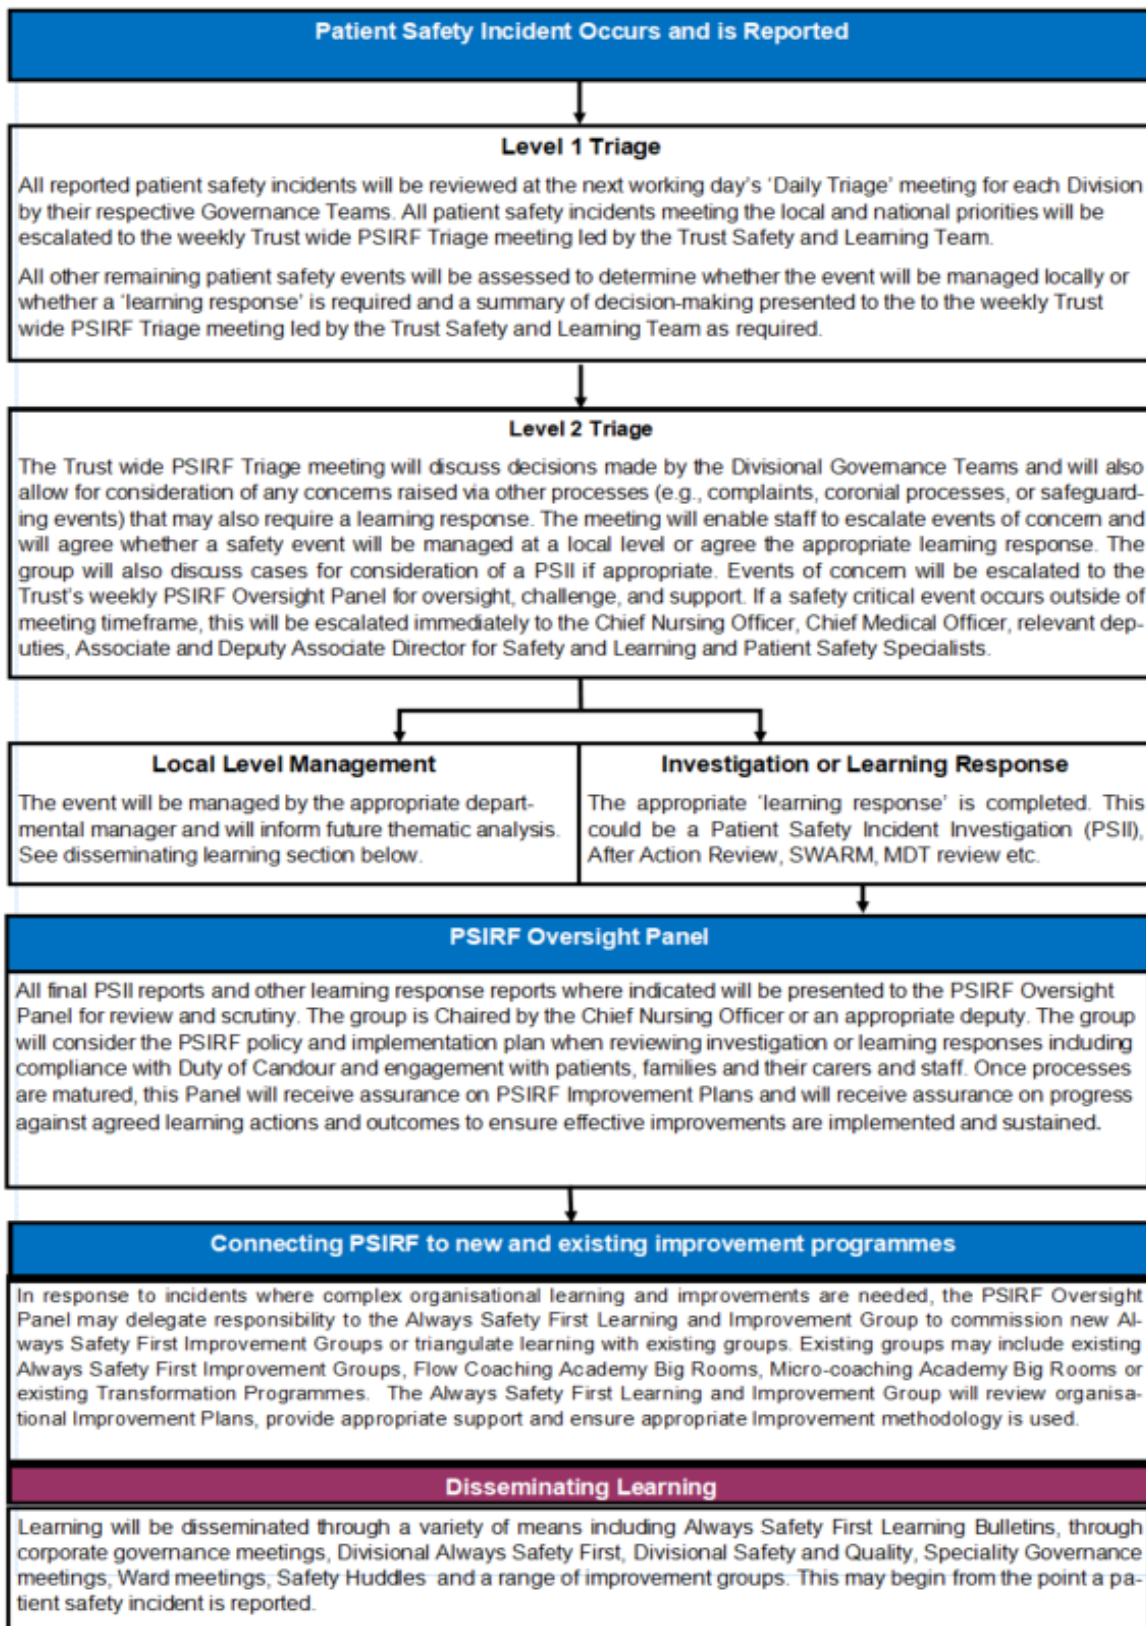 Patient Safety Incident Occurs and is Reported
Level 1 Triage
All reported patient safety incidents will be reviewed at the next working day's 'Daily Triage' meeting for each Division
by their respective Governance Teams. All patient safety incidents meeting the local and national priorities will be
escalated to the weekly Trust wide PSIRF Triage meeting led by the Trust Safety and Learning Team.
All other remaining patient safety events will be assessed to determine whether the event will be managed locally or
whether a 'learning response' is required and a summary of decision-making presented to the to the weekly Trust
wide PSIRF Triage meeting led by the Trust Safety and Learning Team as required.
Level 2 Triage
The Trust wide PSIRF Triage meeting will discuss decisions made by the Divisional Governance Teams and will also
allow for consideration of any concerns raised via other processes (e.g., complaints, coronial processes, or safeguard-
ing events) that may also require a learning response. The meeting will enable staff to escalate events of concern and
will agree whether a safety event will be managed at a local level or agree the appropriate learning response. The
group will also discuss cases for consideration of a PSII if appropriate. Events of concern will be escalated to the
Trust's weekly PSIRF Oversight Panel for oversight, challenge, and support. If a safety critical event occurs outside of
meeting timeframe, this will be escalated immediately to the Chief Nursing Officer, Chief Medical Officer, relevant dep-
uties, Associate and Deputy Associate Director for Safety and Learning and Patient Safety Specialists.
Local Level Management
The event will be managed by the appropriate depart-
mental manager and will inform future thematic analysis.
See disseminating learning section below.
Investigation or Learning Response
The appropriate 'learning response' is completed. This
could be a Patient Safety Incident Investigation (PSII),
After Action Review, SWARM, MDT review etc.
PSIRF Oversight Panel
All final PSII reports and other learning response reports where indicated will be presented to the PSIRF Oversight
Panel for review and scrutiny. The group is Chaired by the Chief Nursing Officer or an appropriate deputy. The group
will consider the PSIRF policy and implementation plan when reviewing investigation or learning responses including
compliance with Duty of Candour and engagement with patients, families and their carers and staff. Once processes
are matured, this Panel will receive assurance on PSIRF Improvement Plans and will receive assurance on progress
against agreed learning actions and outcomes to ensure effective improvements are implemented and sustained.
Connecting PSIRF to new and existing improvement programmes
In response to incidents where complex organisational learning and improvements are needed, the PSIRF Oversight
Panel may delegate responsibility to the Always Safety First Learning and Improvement Group to commission new Al-
ways Safety First Improvement Groups or triangulate learning with existing groups. Existing groups may include existing
Always Safety First Improvement Groups, Flow Coaching Academy Big Rooms, Micro-coaching Academy Big Rooms or
existing Transformation Programmes. The Always Safety First Learning and Improvement Group will review organisa-
tional Improvement Plans, provide appropriate support and ensure appropriate Improvement methodology is used.
Disseminating Learning
Learning will be disseminated through a variety of means including Always Safety First Learning Bulletins, through
corporate governance meetings, Divisional Always Safety First, Divisional Safety and Quality, Speciality Governance
meetings, Ward meetings, Safety Huddles and a range of improvement groups. This may begin from the point a pa-
tient safety incident is reported.